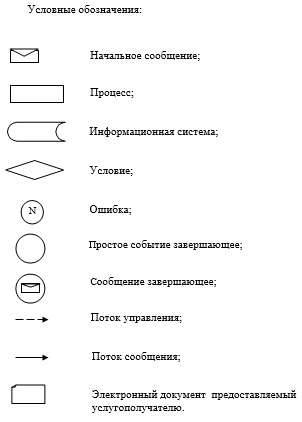 Условные обозначения:
Начальное сообщение;
Процесс;
Информационная система;
Условие;
N Ошибка;
Простое событие завершающее;
Сообщение завершающее;
Поток управления;
Поток сообщения;
Электронный документ предоставляемый
услугополучателю.